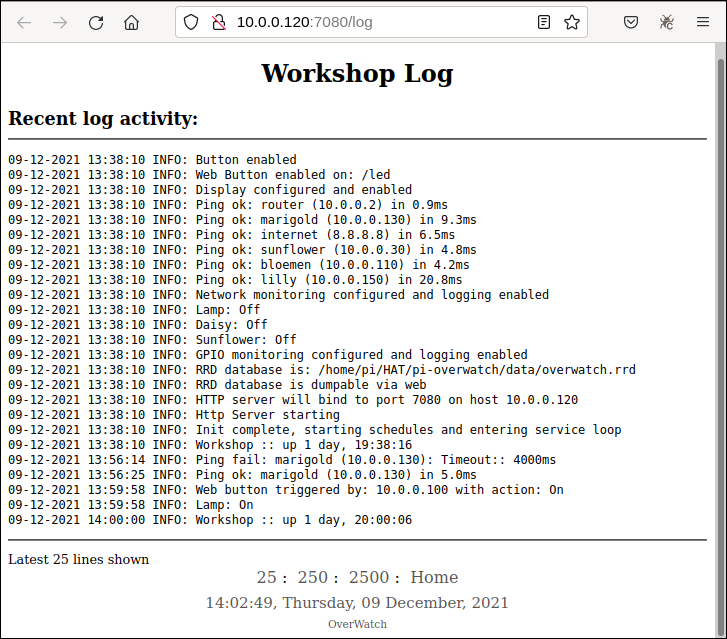 10.0.0.120:7080/log
Workshop Log
Recent log activity:
09-12-2021 13:38:10 INFO: Button enabled
09-12-2021 13:38:10 INFO: Web Button enabled on: /led
09-12-2021 13:38:10 INFO: Display configured and enabled
09-12-2021 13:38:10 INFO: Ping ok: router (10.0.0.2) in 0.9ms
09-12-2021 13:38:10 INFO: Ping ok: marigold (10.0.0.130) in 9.3ms
09-12-2021 13:38:10 INFO: Ping ok: internet (8.8.8.8) in 6.5ms
09-12-2021 13:38:10 INFO: Ping ok: sunflower (10.0.0.30) in 4.8ms
09-12-2021 13:38:10 INFO: Ping ok: bloemen (10.0.0.110) in 4.2ms
09-12-2021 13:38:10 INFO: Ping ok: lilly (10.0.0.150) in 20.8ms
09-12-2021 13:38:10 INFO: Network monitoring configured and logging enabled
09-12-2021 13:38:10 INFO: Lamp: Off
09-12-2021 13:38:10 INFO: Daisy: Off
09-12-2021 13:38:10 INFO: Sunflower: Off
09-12-2021 13:38:10 INFO: GPIO monitoring configured and logging enabled
09-12-2021 13:38:10 INFO: RRD database is: /home/pi/HAT/pi-overwatch/data/overwatch.rrd
09-12-2021 13:38:10 INFO: RRD database is dumpable via web
09-12-2021 13:38:10 INFO: HTTP server will bind to port 7080 on host 10.0.0.120
09-12-2021 13:38:10 INFO: Http Server starting
09-12-2021 13:38:10 INFO: Init complete, starting schedules and entering service loop
09-12-2021 13:38:10 INFO: Workshop :: up 1 day, 19:38:16
09-12-2021 13:56:14 INFO: Ping fail: marigold (10.0.0.130): Timeout:: 4000ms
09-12-2021 13:56:25 INFO: Ping ok: marigold (10.0.0.130) in 5.0ms
09-12-2021 13:59:58 INFO: Web button triggered by: 10.0.0.100 with action: On
09-12-2021 13:59:58 INFO: Lamp: On
09-12-2021 14:00:00 INFO: Workshop :: up 1 day, 20:00:06
Latest 25 lines shown
25 : 250 : 2500 : Home
14:02:49, Thursday, 09 December, 2021
OverWatch